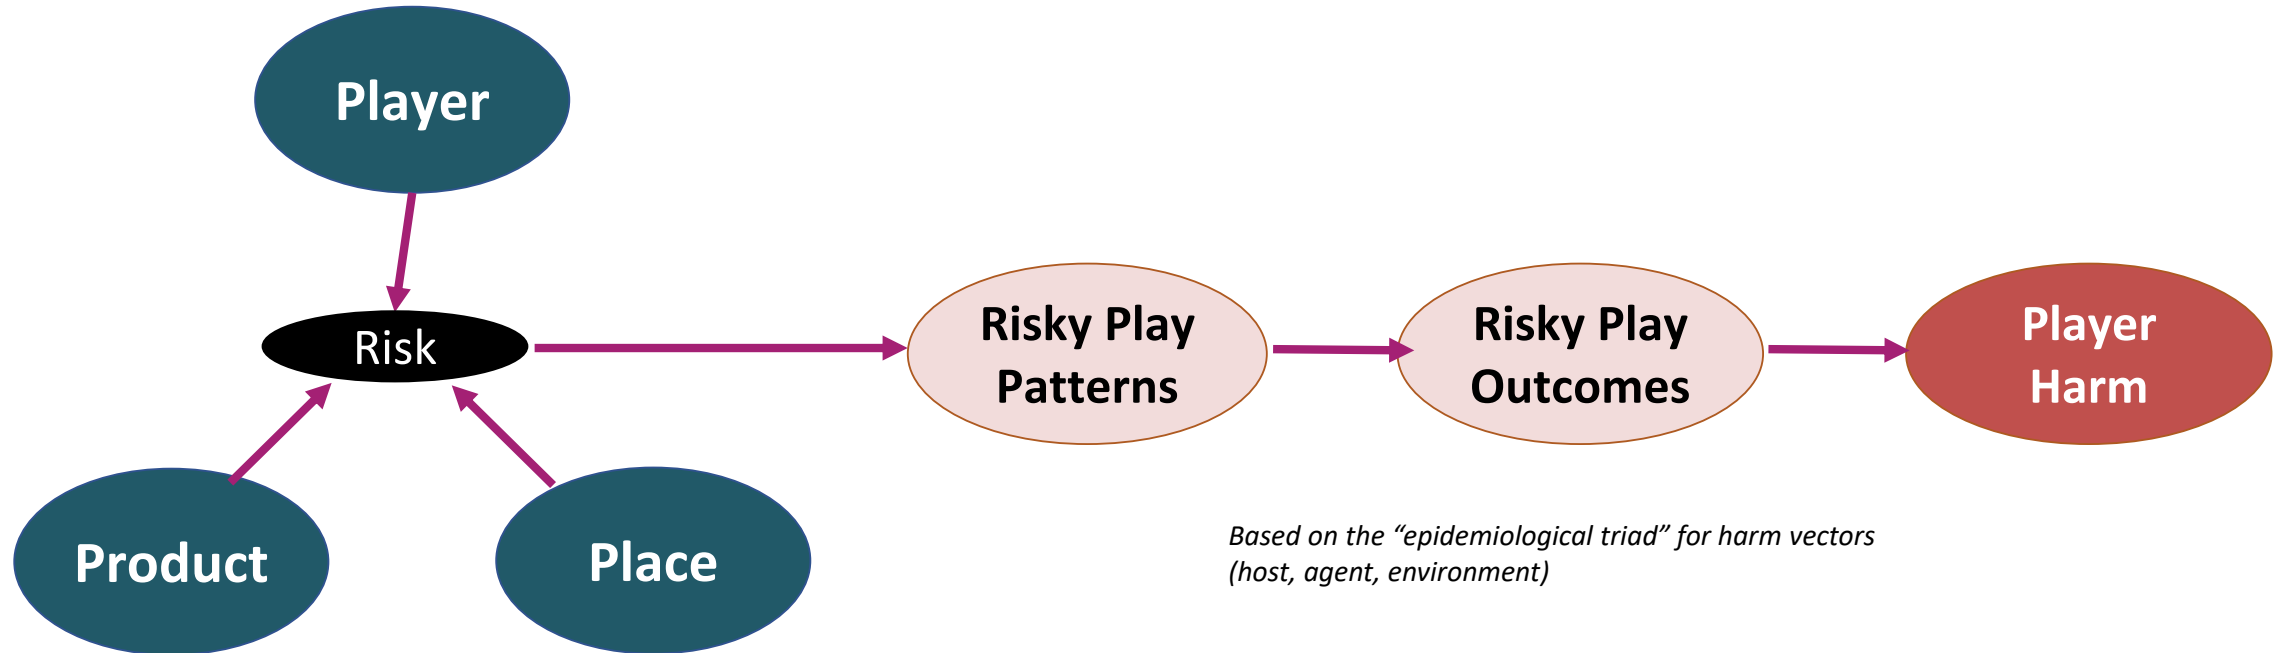 Player
Risk
Product
Place
Risky Play
Patterns
Risky Play
Outcomes
Player
Harm
Based on the “epidemiological triad” for harm vectors
(host, agent, environment)